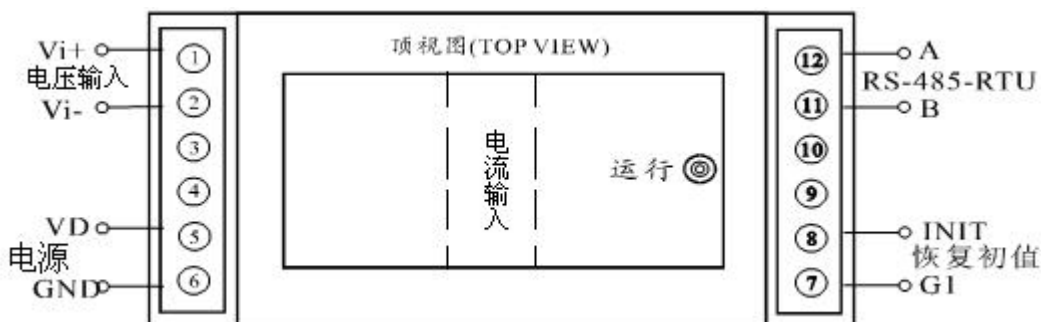 顶视图(TOP VIEW)
Vi+
电压输入
Vi-
VD
电源
GND
1
2
3
4
5
6
电流输入
运行
12
11
10
9
8
7
A
RS-485-RTU
B
INIT
恢复初值
G1